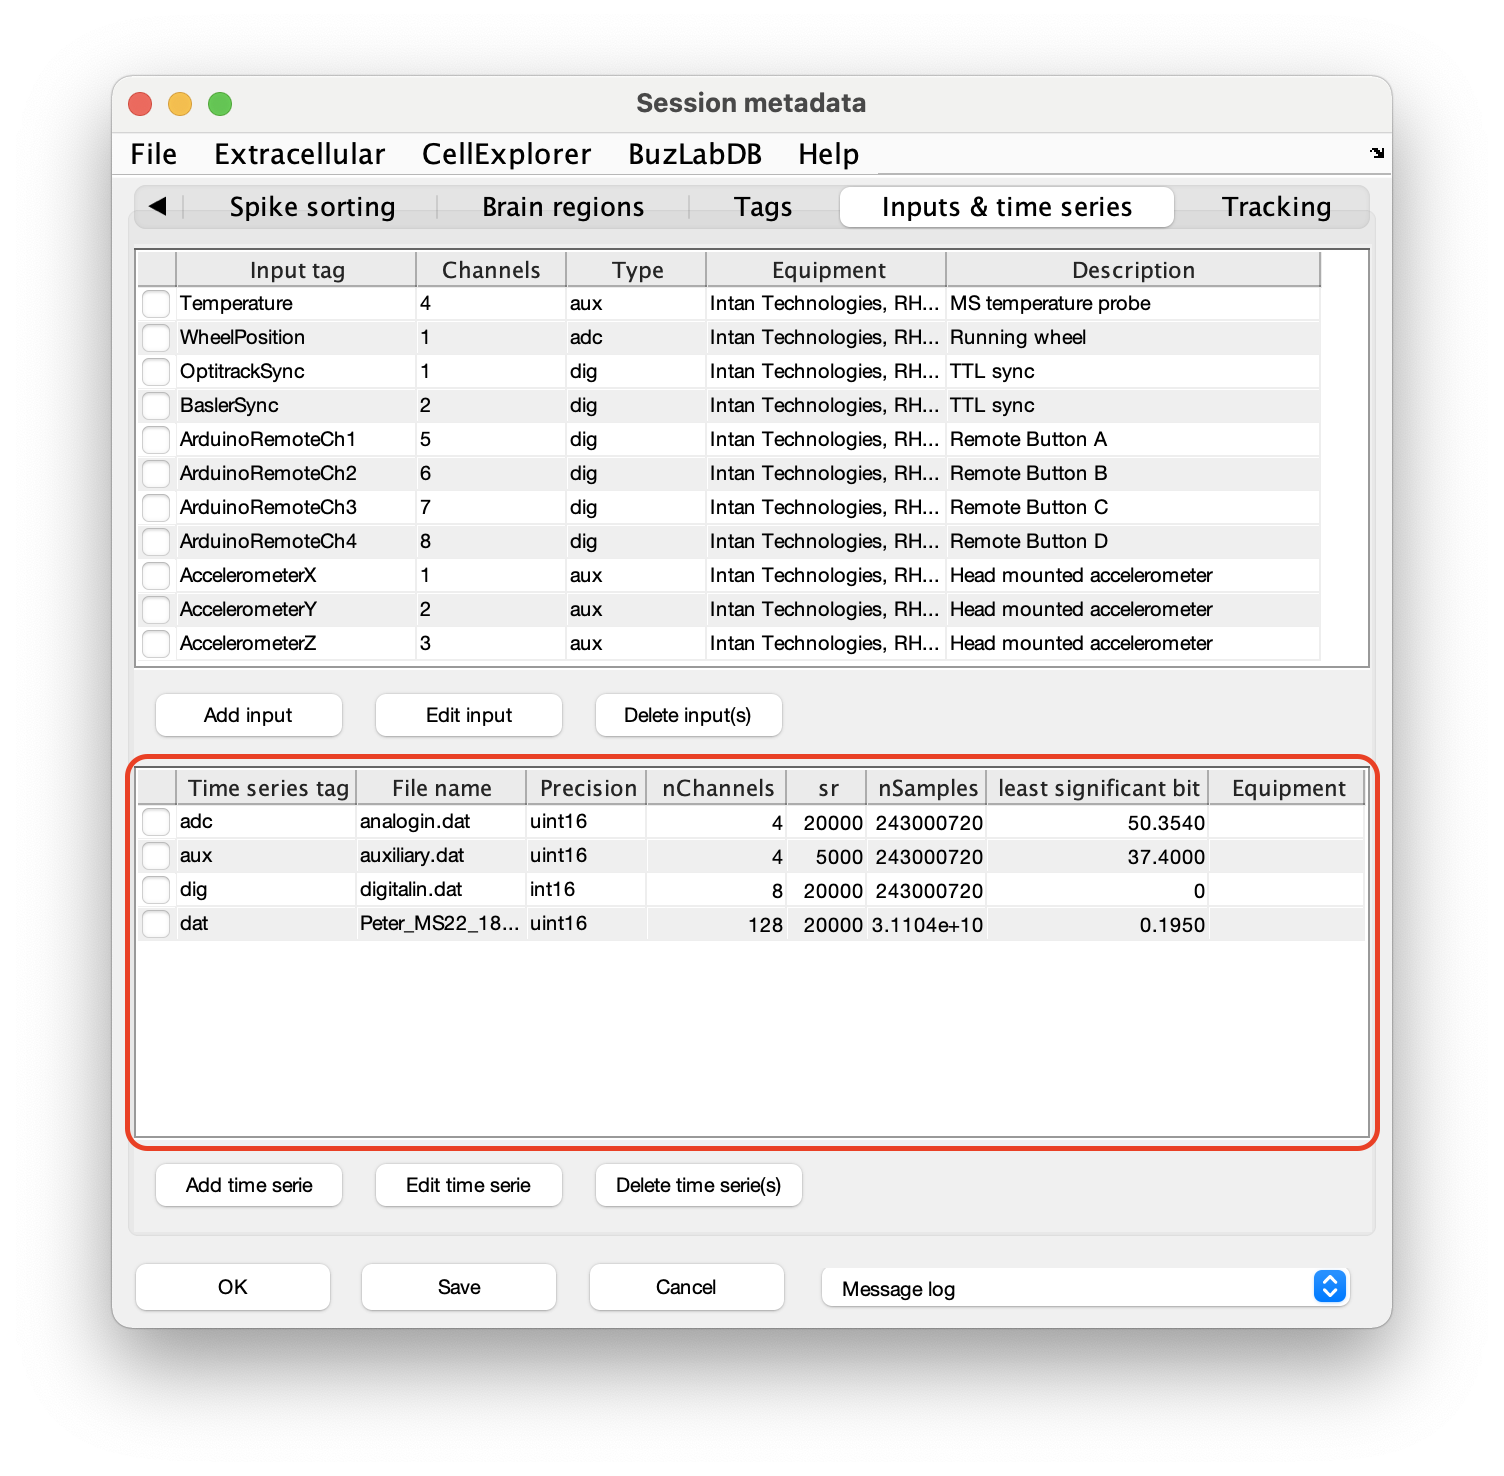 Session metadata
File Extracellular CellExplorer BuzLabDB Help
Spike sorting Brain regions Tags Inputs & time series Tracking
Input tag Channels Type Equipment Description
Temperature 4 aux Intan Technologies, RH... MS temperature probe
WheelPosition 1 adc Intan Technologies, RH... Running wheel
OptitrackSync 1 dig Intan Technologies, RH... TTL sync
BaslerSync 2 dig Intan Technologies, RH... TTL sync
ArduinoRemoteCh1 5 dig Intan Technologies, RH... Remote Button A
ArduinoRemoteCh2 6 dig Intan Technologies, RH... Remote Button B
ArduinoRemoteCh3 7 dig Intan Technologies, RH... Remote Button C
ArduinoRemoteCh4 8 dig Intan Technologies, RH... Remote Button D
AccelerometerX 1 aux Intan Technologies, RH... Head mounted accelerometer
AccelerometerY 2 aux Intan Technologies, RH... Head mounted accelerometer
AccelerometerZ 3 aux Intan Technologies, RH... Head mounted accelerometer
Add input Edit input Delete input(s)
Time series tag File name Precision nChannels sr nSamples least significant bit Equipment
adc analogin.dat uint16 4 20000 243000720 50.3540
aux auxiliary.dat uint16 4 5000 243000720 37.4000
dig digitalin.dat int16 8 20000 243000720 0
dat Peter_MS22_18... uint16 128 20000 3.1104e+10 0.1950
Add time serie Edit time serie Delete time serie(s)
OK Save Cancel Message log